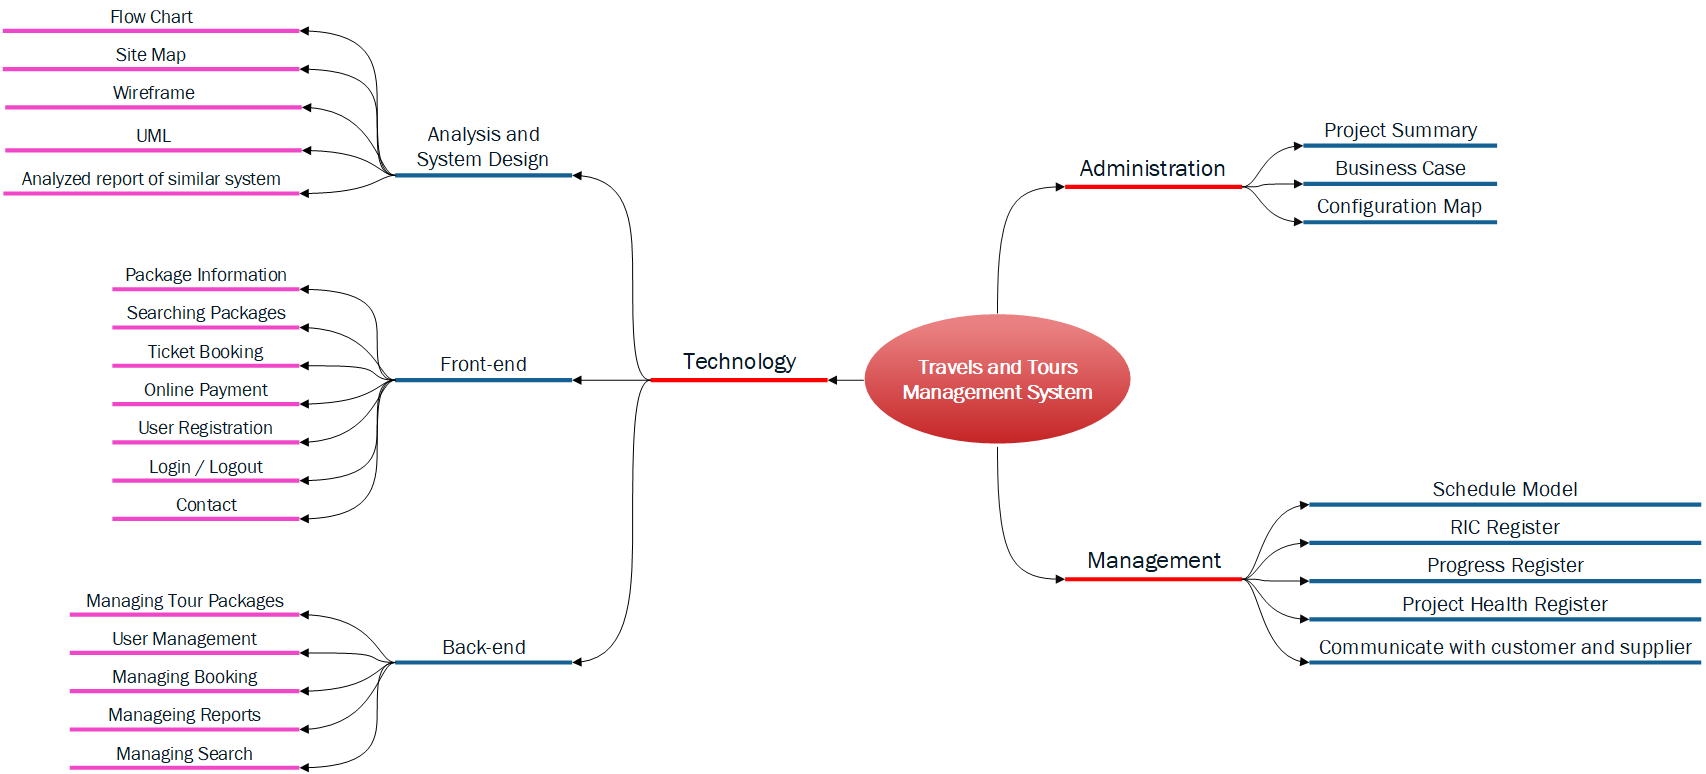 Flow Chart
Site Map
Wireframe
UML
Analyzed report of similar system
Analysis and
System Design
Package Information
Searching Packages
Ticket Booking
Online Payment
User Registration
Login / Logout
Contact
Front-end
Managing Tour Packages
User Management
Managing Booking
Manageing Reports
Managing Search
Back-end
Technology
Travels and Tours
Management System
Administration
Project Summary
Business Case
Configuration Map
Management
Schedule Model
RIC Register
Progress Register
Project Health Register
Communicate with customer and supplier